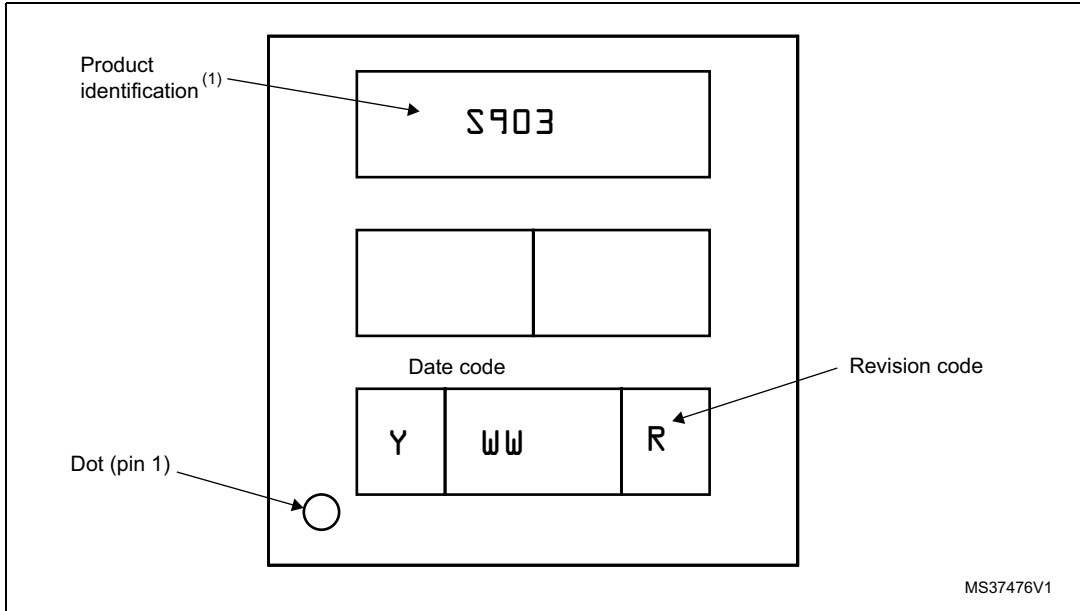 Product
identification (1)
S903
Date code
Revision code
Y WW R
Dot (pin 1)
MS37476V1